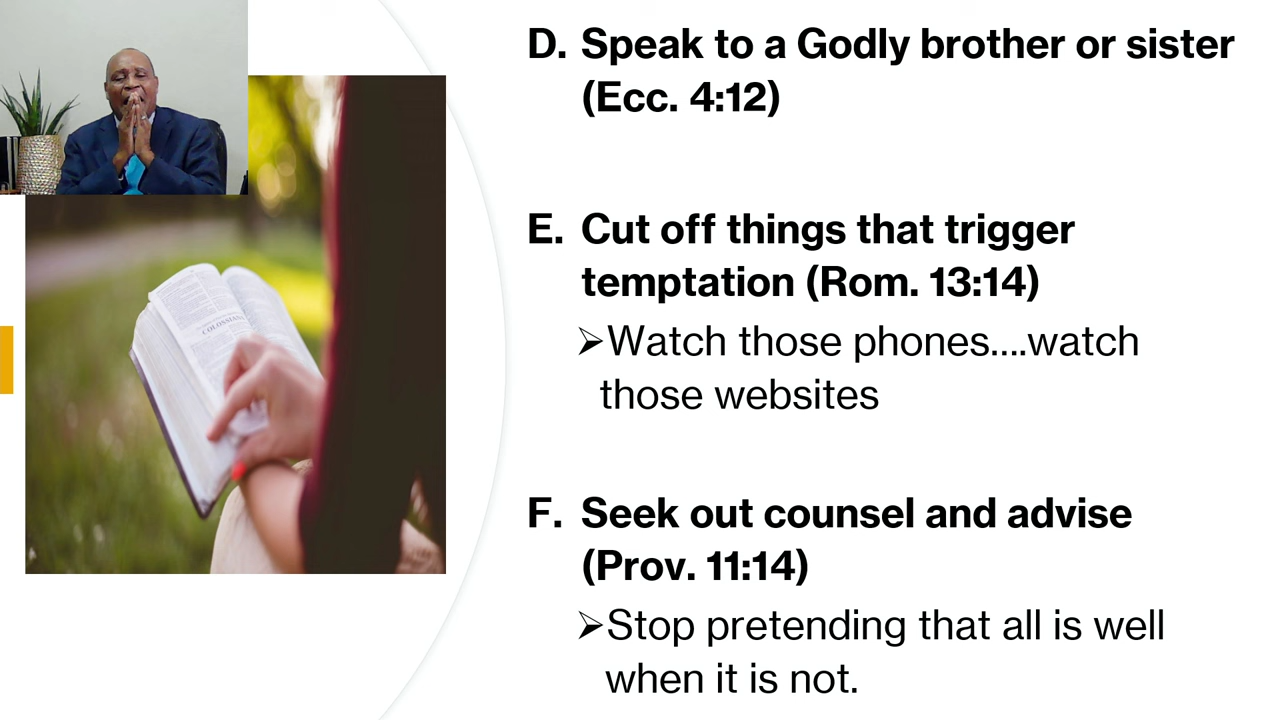 D. Speak to a Godly brother or sister
(Ecc. 4:12)
E. Cut off things that trigger
temptation (Rom. 13:14)
➢Watch those phones....watch
those websites
F. Seek out counsel and advise
(Prov. 11:14)
➢Stop pretending that all is well
when it is not.
COLOSSIANS